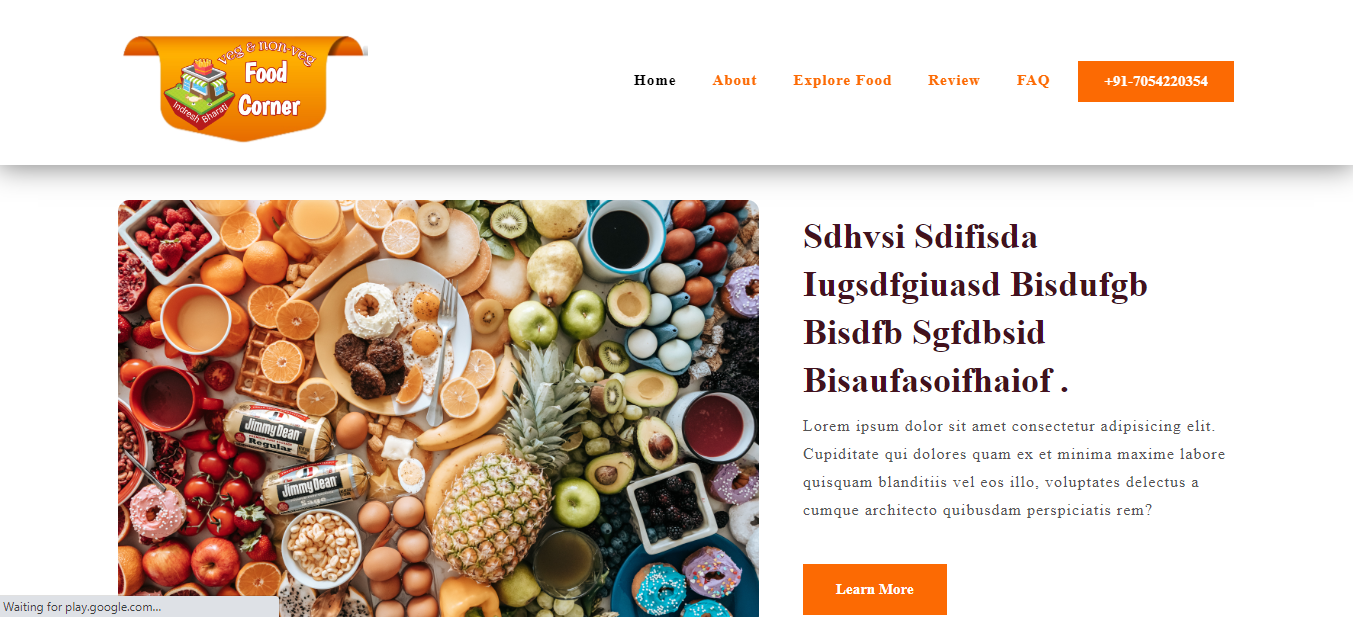 veg & non-veg
Food
Corner
Indresh Bharati
Home
About
Explore Food
Review
FAQ
+91-7054220354
Sdhvsi Sdifisda
Iugsdfgiuasd Bisdufgb
Bisdfb Sgfdbsid
Bisaufasoifhaiof .
Lorem ipsum dolor sit amet consectetur adipisicing elit.
Cupiditate qui dolores quam ex et minima maxime labore
quisquam blanditiis vel eos illo, voluptates delectus a
cumque architecto quibusdam perspiciatis rem?
Learn More
Jimmy Dean
Regular
Jimmy Dean
Sage
Waiting for play.google.com...